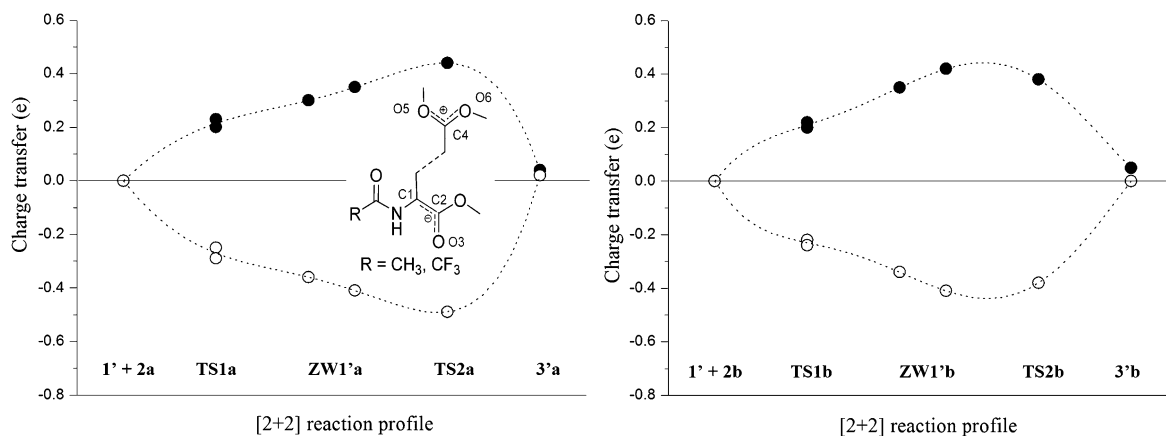 0.6
0.4
0.2
0.0
-0.2
-0.4
-0.6
-0.8
Charge transfer (e)
O5
⊕
O6
C4
O
C1
C2
O
R
N
H
⊖
O3
R = CH₃, CF₃
1' + 2a
TS1a
ZW1'a
TS2a
3'a
[2+2] reaction profile
0.6
0.4
0.2
0.0
-0.2
-0.4
-0.6
-0.8
Charge transfer (e)
1' + 2b
TS1b
ZW1'b
TS2b
3'b
[2+2] reaction profile